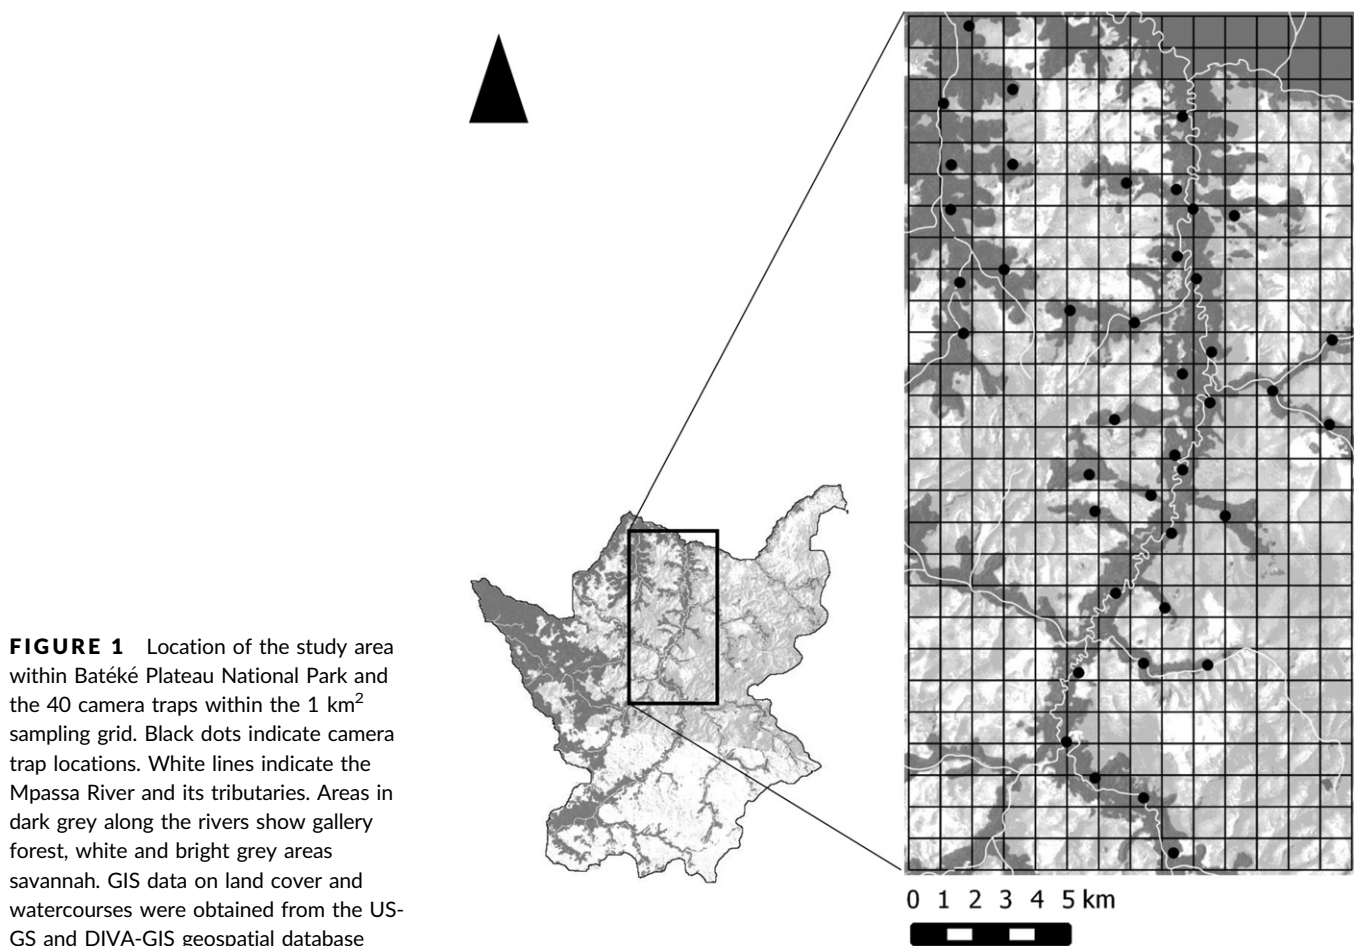 FIGURE 1 Location of the study area
within Batéké Plateau National Park and
the 40 camera traps within the 1 km²
sampling grid. Black dots indicate camera
trap locations. White lines indicate the
Mpassa River and its tributaries. Areas in
dark grey along the rivers show gallery
forest, white and bright grey areas
savannah. GIS data on land cover and
watercourses were obtained from the US-
GS and DIVA-GIS geospatial database
0 1 2 3 4 5 km